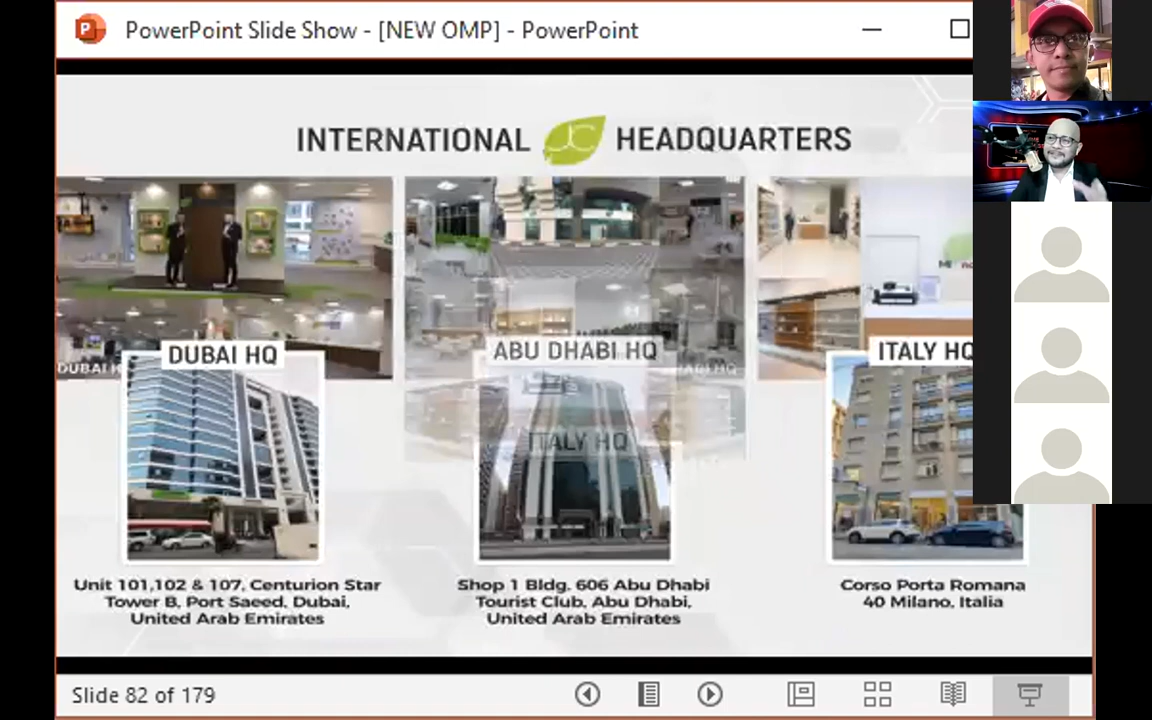 PowerPoint Slide Show - [NEW OMP] - PowerPoint
INTERNATIONAL JC HEADQUARTERS
DUBAI HQ
ABU DHABI HQ
ITALY HQ
ITALY HQ
Unit 101,102 & 107, Centurion Star
Tower B, Port Saeed, Dubai,
United Arab Emirates
Shop 1 Bldg. 606 Abu Dhabi
Tourist Club, Abu Dhabi,
United Arab Emirates
Corso Porta Romana
40 Milano, Italia
Slide 82 of 179